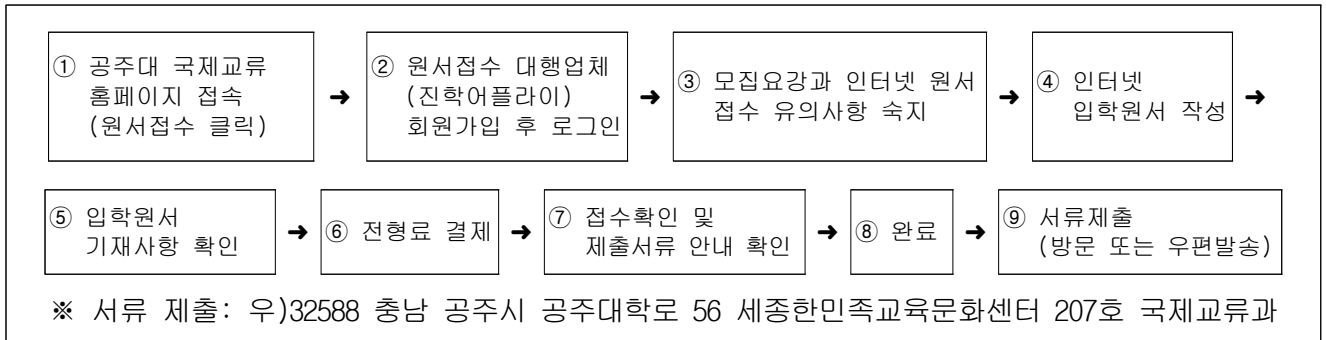 ① 공주대 국제교류
홈페이지 접속
(원서접수 클릭)
➜
② 원서접수 대행업체
(진학어플라이)
회원가입 후 로그인
➜
③ 모집요강과 인터넷 원서
접수 유의사항 숙지
➜
④ 인터넷
입학원서 작성
➜
⑤ 입학원서
기재사항 확인
➜
⑥ 전형료 결제
➜
⑦ 접수확인 및
제출서류 안내 확인
➜
⑧ 완료
➜
⑨ 서류제출
(방문 또는 우편발송)
※ 서류 제출: 우)32588 충남 공주시 공주대학로 56 세종한민족교육문화센터 207호 국제교류과